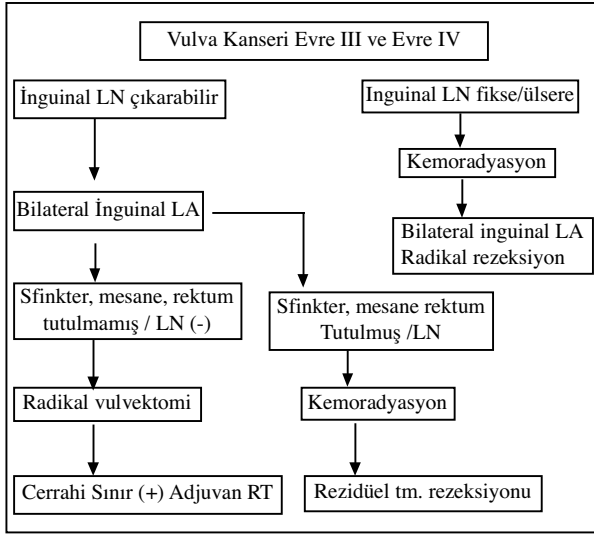 Vulva Kanseri Evre III ve Evre IV
İnguinal LN çıkarabilir
Bilateral İnguinal LA
Sfinkter, mesane, rektum
tutulmamış / LN (-)
Radikal vulvektomi
Cerrahi Sınır (+) Adjuvan RT
Sfinkter, mesane rektum
Tutulmuş /LN
Kemoradyasyon
Rezidüel tm. rezeksiyonu
Inguinal LN fikse/ülsere
Kemoradyasyon
Bilateral inguinal LA
Radikal rezeksiyon